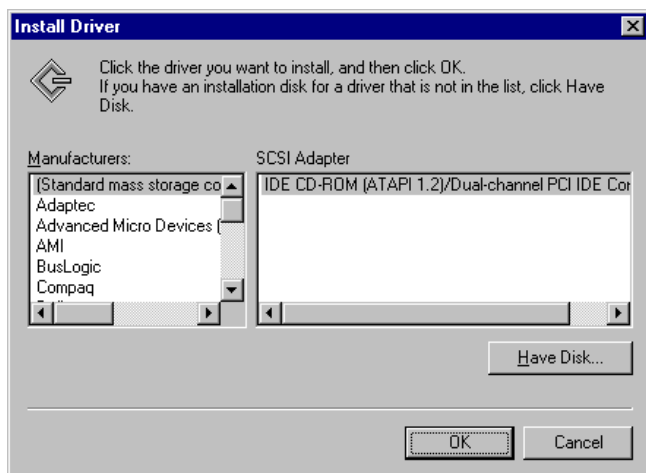 Install Driver
Click the driver you want to install, and then click OK.
If you have an installation disk for a driver that is not in the list, click Have
Disk.
Manufacturers:
(Standard mass storage co
Adaptec
Advanced Micro Devices (
AMI
BusLogic
Compaq
SCSI Adapter
IDE CD-ROM (ATAPI 1.2)/Dual-channel PCI IDE Cor
Have Disk...
OK
Cancel